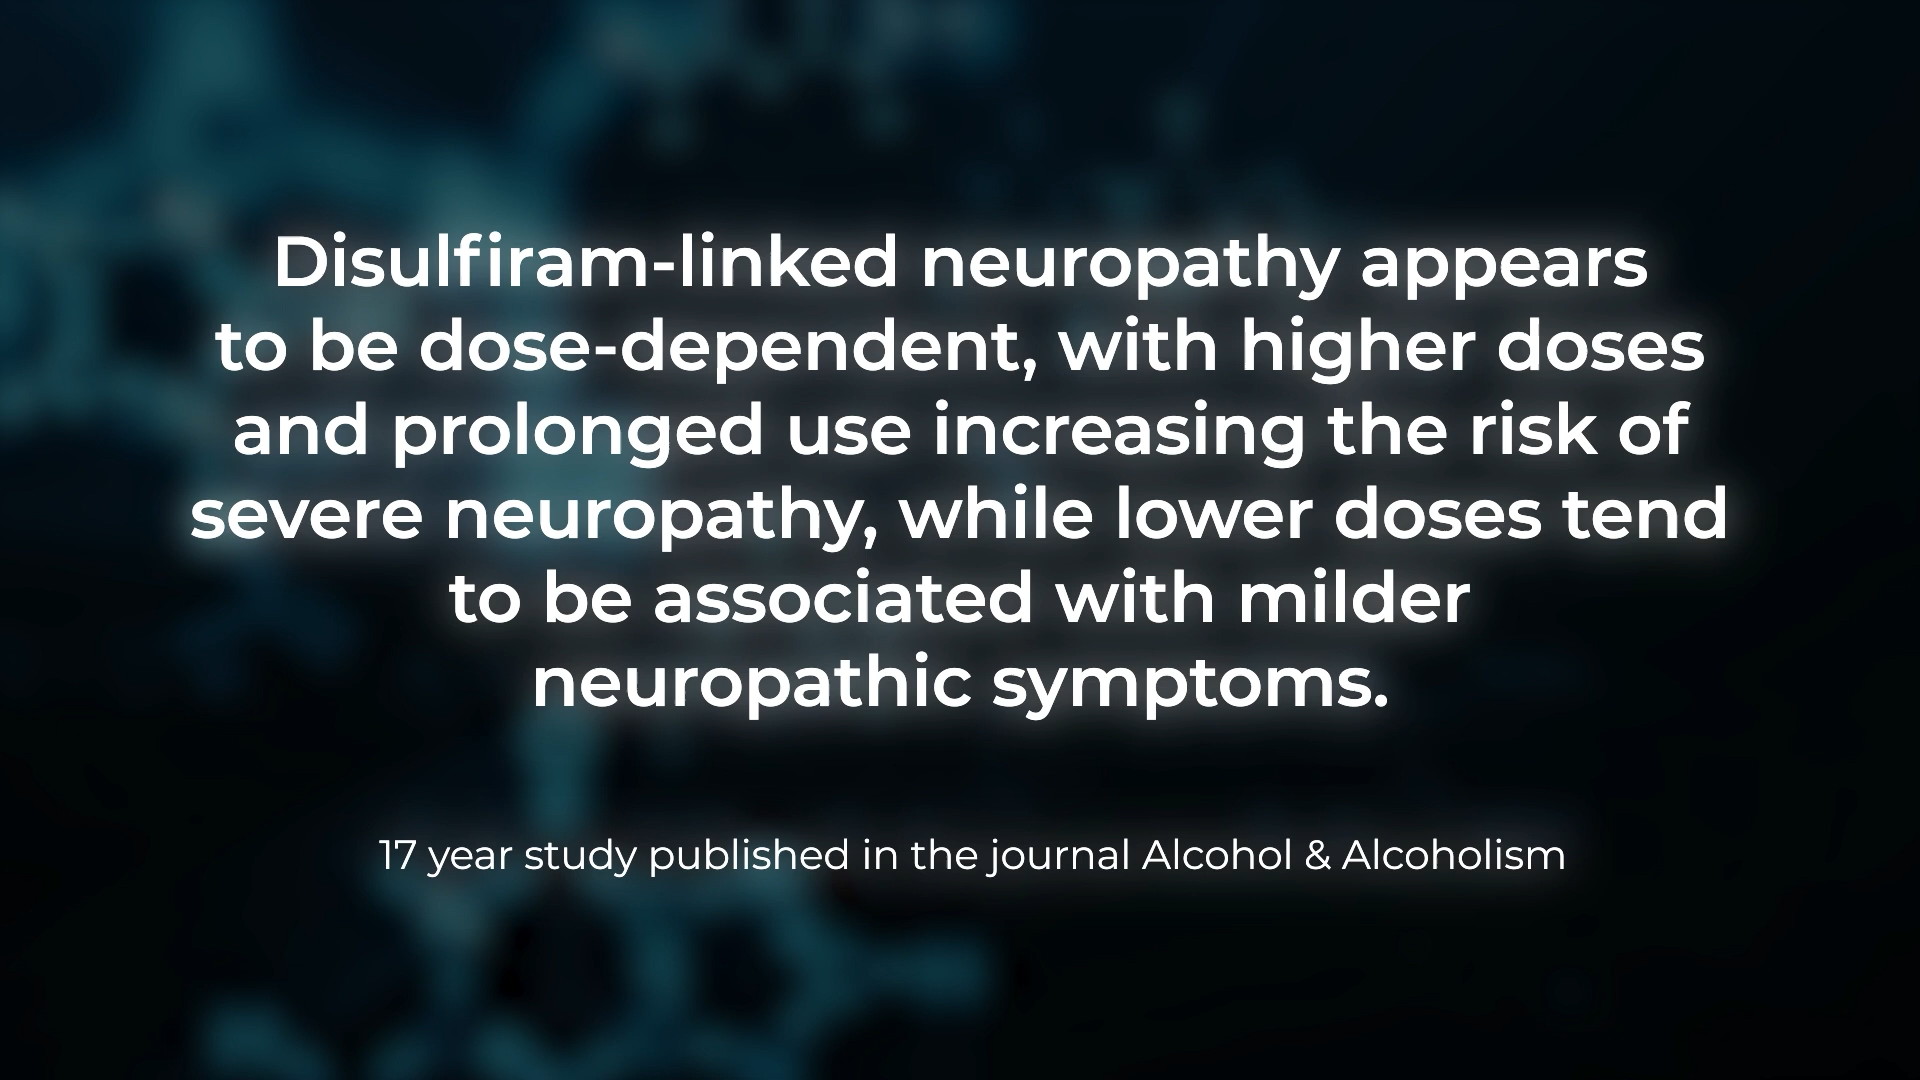 Disulfiram-linked neuropathy appears
to be dose-dependent, with higher doses
and prolonged use increasing the risk of
severe neuropathy, while lower doses tend
to be associated with milder
neuropathic symptoms.
17 year study published in the journal Alcohol & Alcoholism